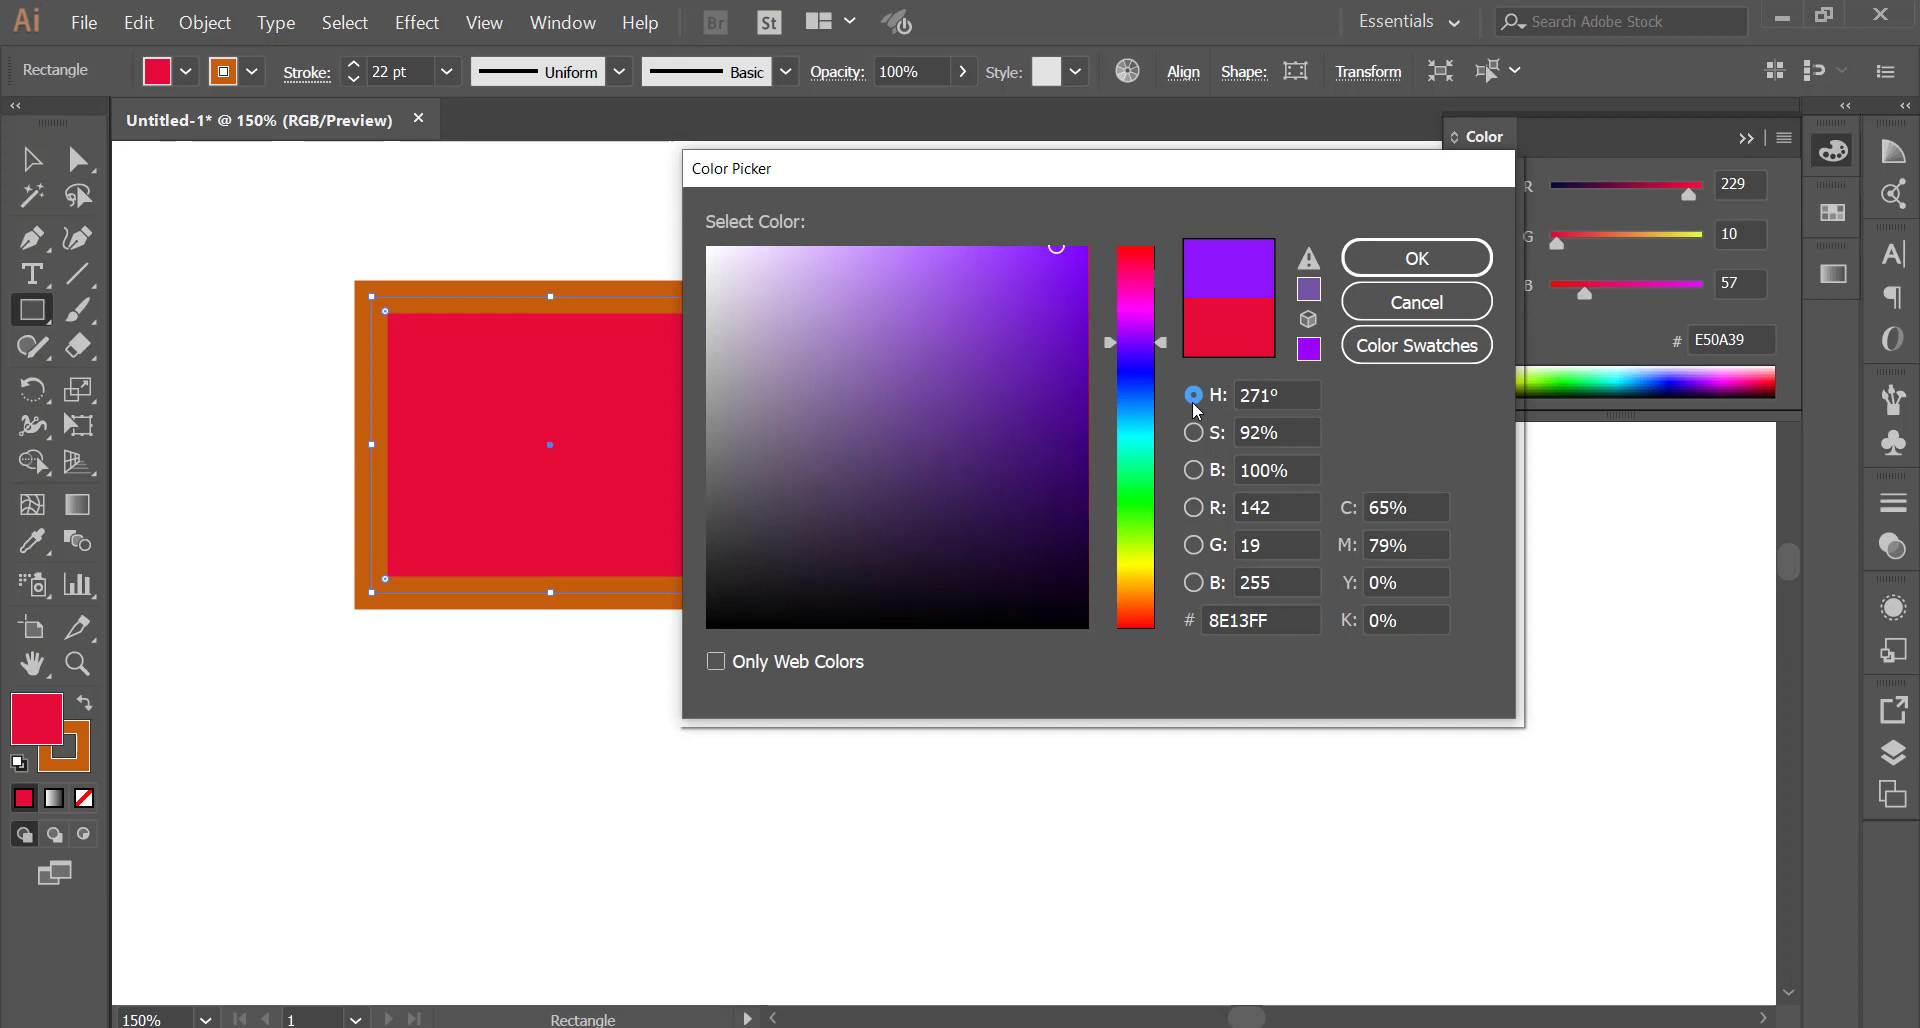 Ai File Edit Object Type Select Effect View Window Help Br St Essentials Search Adobe Stock
Rectangle Stroke: 22 pt Uniform Basic Opacity: 100% Style: Align Shape: Transform
Untitled-1* @ 150% (RGB/Preview)
Color
Color Picker
R 229
Select Color:
G 10
OK
B 57
Cancel
# E50A39
Color Swatches
H: 271º
S: 92%
B: 100%
R: 142 C: 65%
G: 19 M: 79%
B: 255 Y: 0%
# 8E13FF K: 0%
Only Web Colors
150% 1 Rectangle